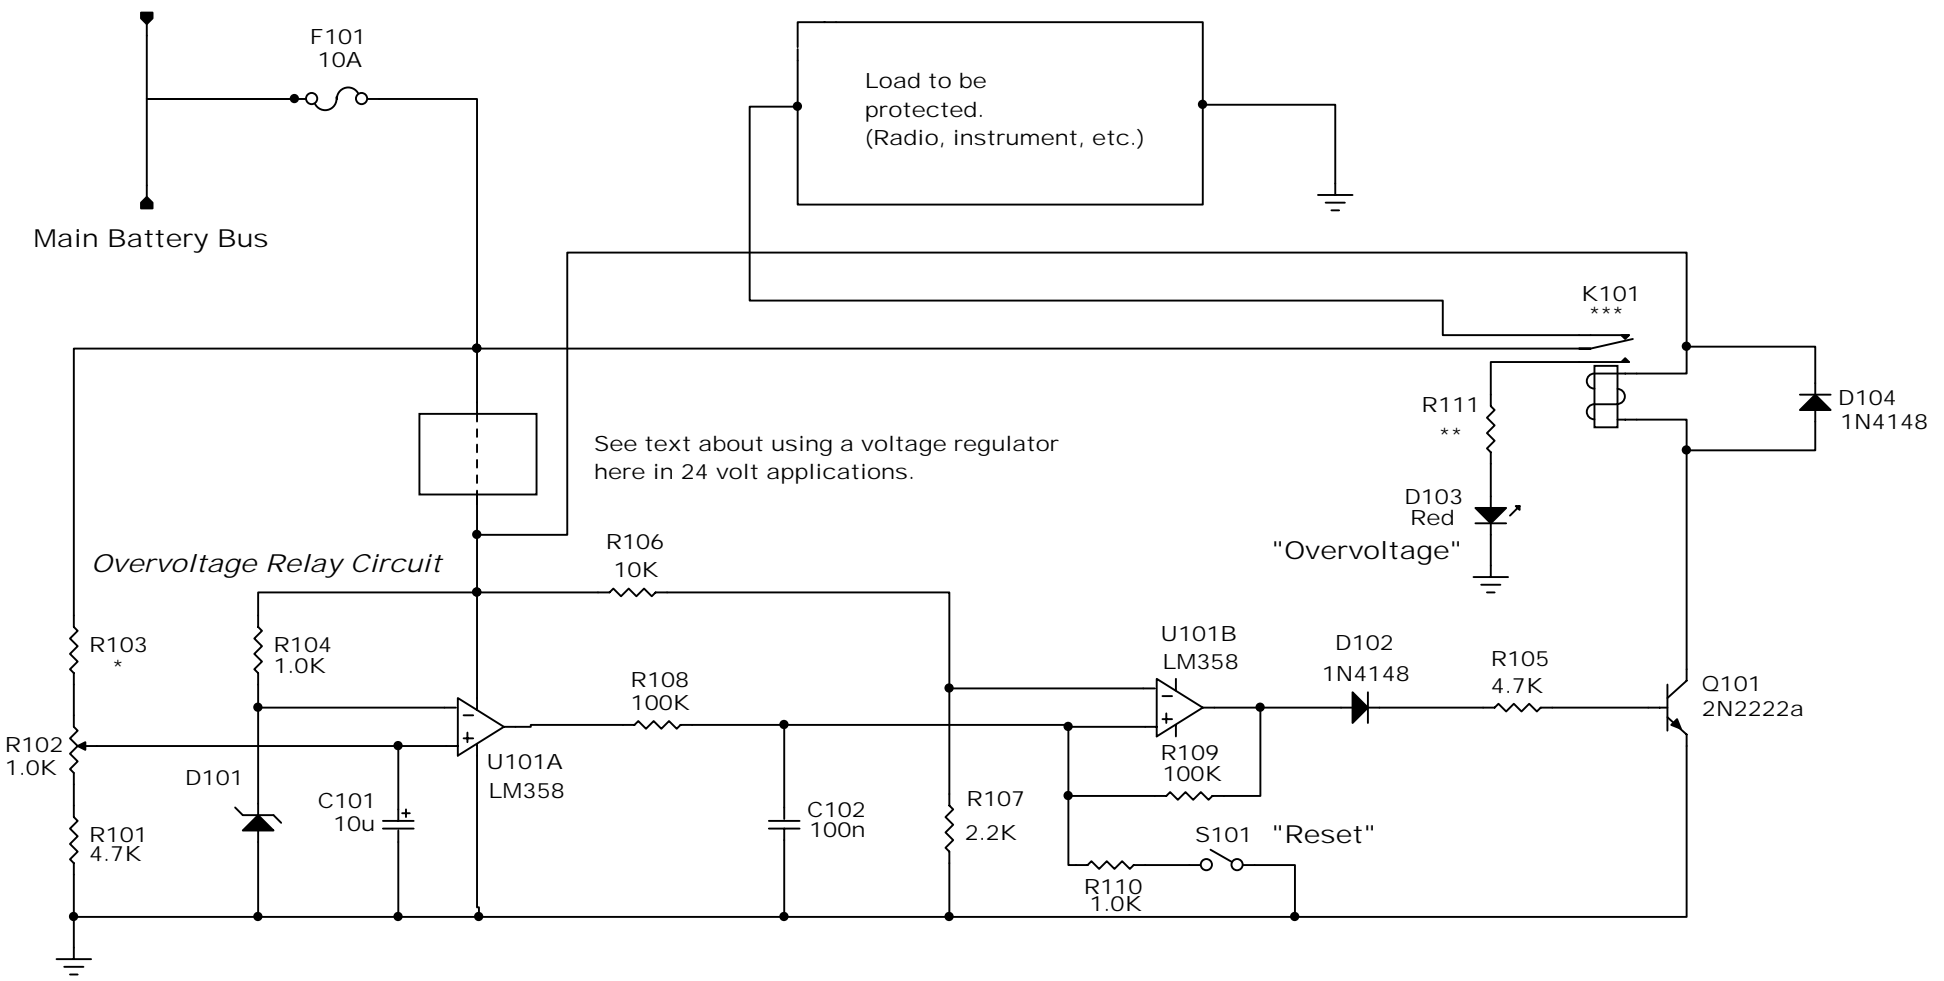 F101
10A
Load to be
protected.
(Radio, instrument, etc.)
Main Battery Bus
K101
***
D104
1N4148
R111
**
See text about using a voltage regulator
here in 24 volt applications.
D103
Red
"Overvoltage"
Overvoltage Relay Circuit
R106
10K
R103
*
R104
1.0K
R108
100K
U101B
LM358
D102
1N4148
R105
4.7K
Q101
2N2222a
R102
1.0K
D101
U101A
LM358
R109
100K
C101
10u
+
C102
100n
R107
2.2K
R101
4.7K
S101 "Reset"
R110
1.0K